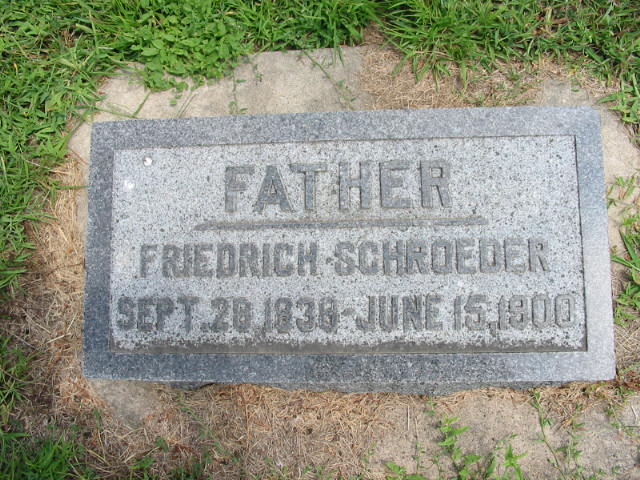 FATHER
FRIEDRICH SCHROEDER
SEPT. 28, 1838 - JUNE 15, 1900